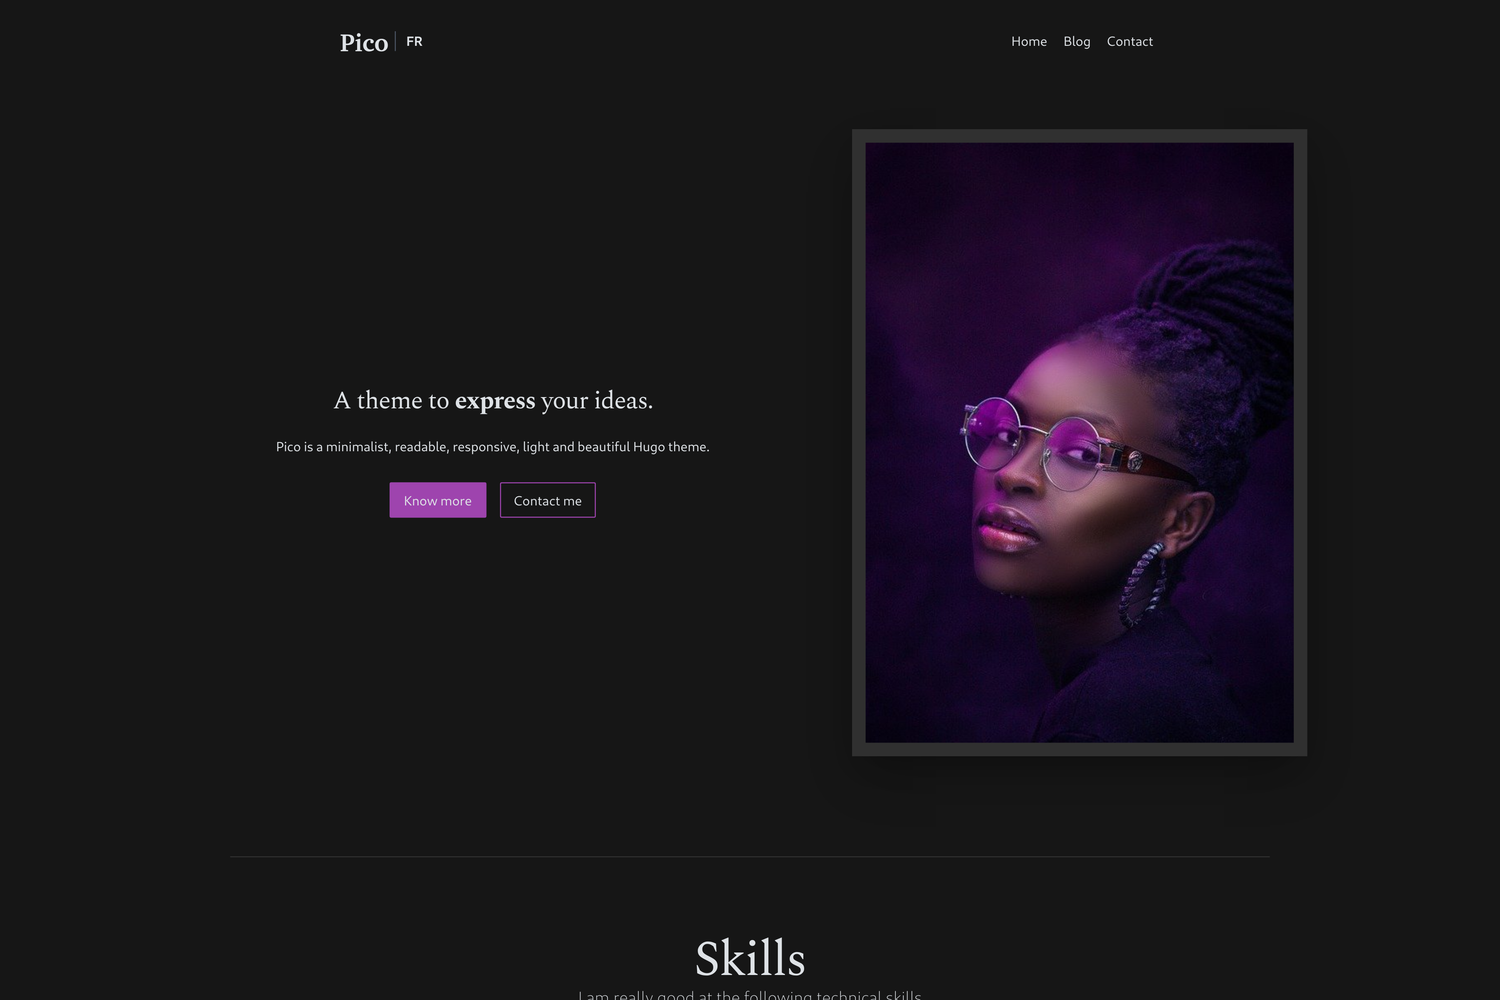 Pico FR
Home Blog Contact
A theme to express your ideas.
Pico is a minimalist, readable, responsive, light and beautiful Hugo theme.
Know more Contact me
Skills
I am really good at the following technical skills